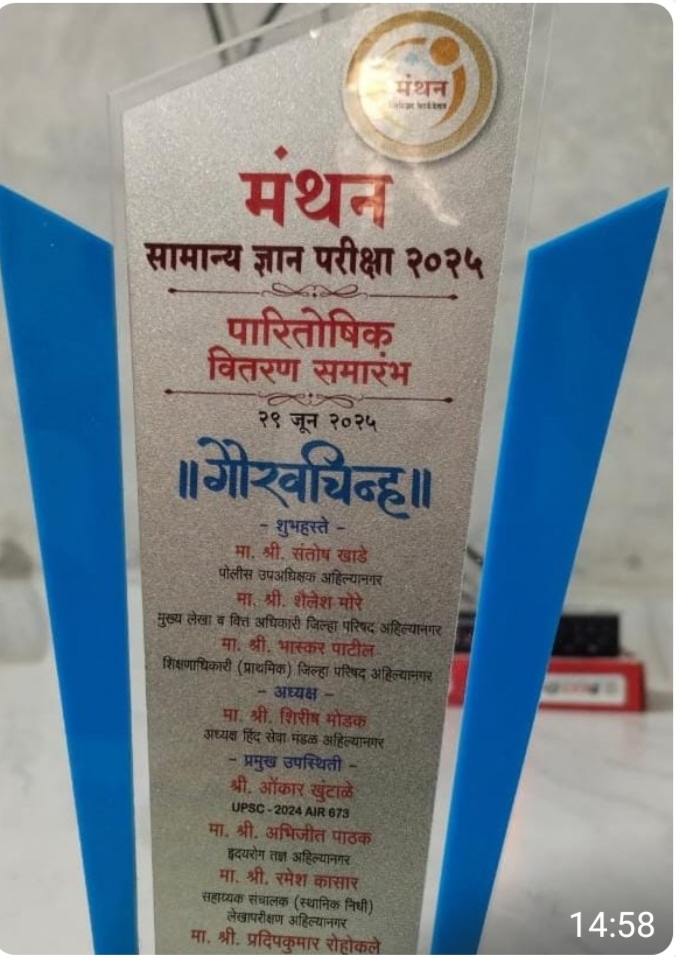 मंथन
मंथन
सामान्य ज्ञान परीक्षा २०२५
पारितोषिक
वितरण समारंभ
२९ जून २०२५
॥गौरवचिन्ह॥
- शुभहस्ते -
मा. श्री. संतोष खाडे
पोलीस उपअधिक्षक अहिल्यानगर
मा. श्री. शैलेश मोरे
मुख्य लेखा व वित्त अधिकारी जिल्हा परिषद अहिल्यानगर
मा. श्री. भास्कर पाटील
शिक्षणाधिकारी (प्राथमिक) जिल्हा परिषद अहिल्यानगर
- अध्यक्ष -
मा. श्री. शिरीष मोडक
अध्यक्ष हिंद सेवा मंडळ अहिल्यानगर
- प्रमुख उपस्थिती -
श्री. ओंकार खुंटाळे
UPSC - 2024 AIR 673
मा. श्री. अभिजीत पाठक
हृदयरोग तज्ञ अहिल्यानगर
मा. श्री. रमेश कासार
सहाय्यक संचालक (स्थानिक निधी)
लेखापरीक्षण अहिल्यानगर
मा. श्री. प्रदिपकुमार रोहोकले
14:58